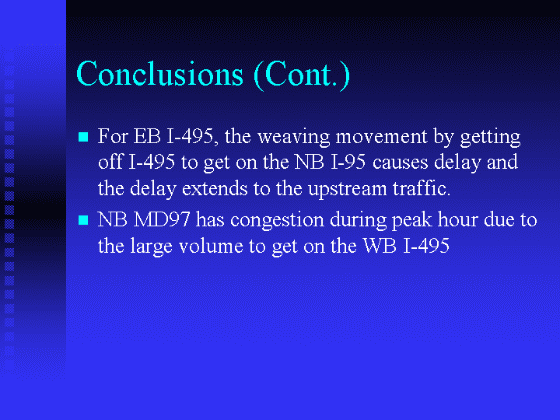 Conclusions (Cont.)
For EB I-495, the weaving movement by getting
off I-495 to get on the NB I-95 causes delay and
the delay extends to the upstream traffic.
NB MD97 has congestion during peak hour due to
the large volume to get on the WB I-495